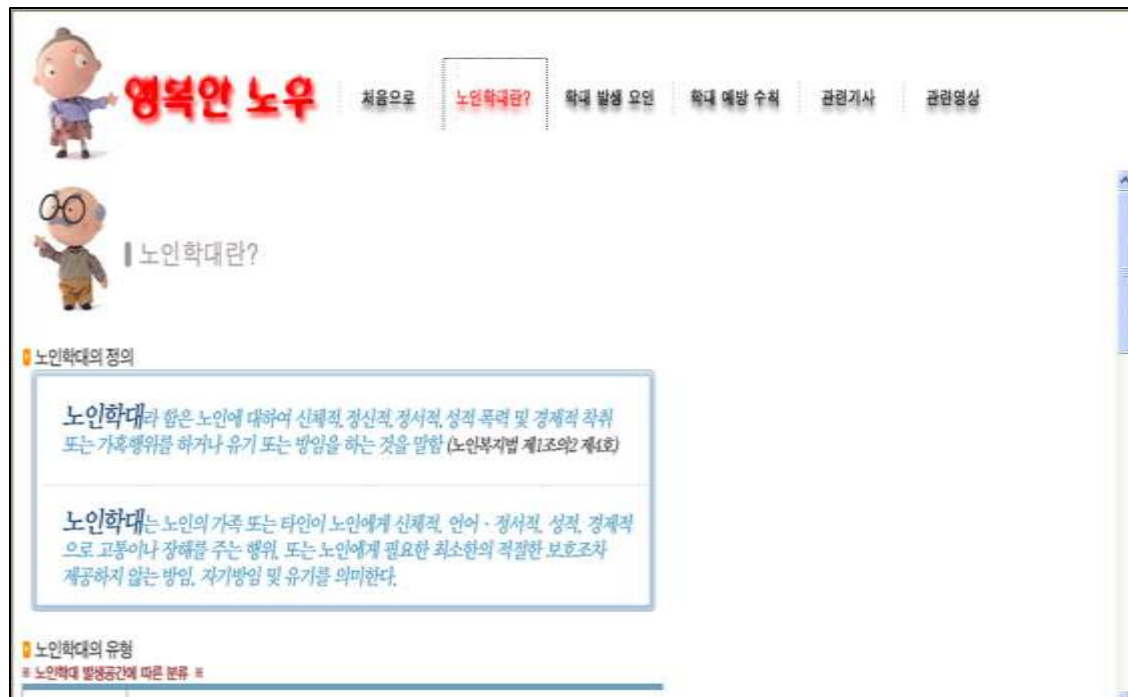 영복안 노우
처음으로 노인학대란? 학대 발생 요인 학대 예방 수칙 관련기사 관련영상
노인학대란?
노인학대의 정의
노인학대라 함은 노인에 대하여 신체적, 정신적, 정서적, 성적 폭력 및 경제적 착취
또는 가혹행위를 하거나 유기 또는 방임을 하는 것을 말함 (노인복지법 제1조의2 제4호)
노인학대는 노인의 가족 또는 타인이 노인에게 신체적, 언어 · 정서적, 성적, 경제적
으로 고통이나 장해를 주는 행위, 또는 노인에게 필요한 최소한의 적절한 보호조차
제공하지 않는 방임, 자기방임 및 유기를 의미한다.
노인학대의 유형
※ 노인학대 발생공간에 따른 분류 ※